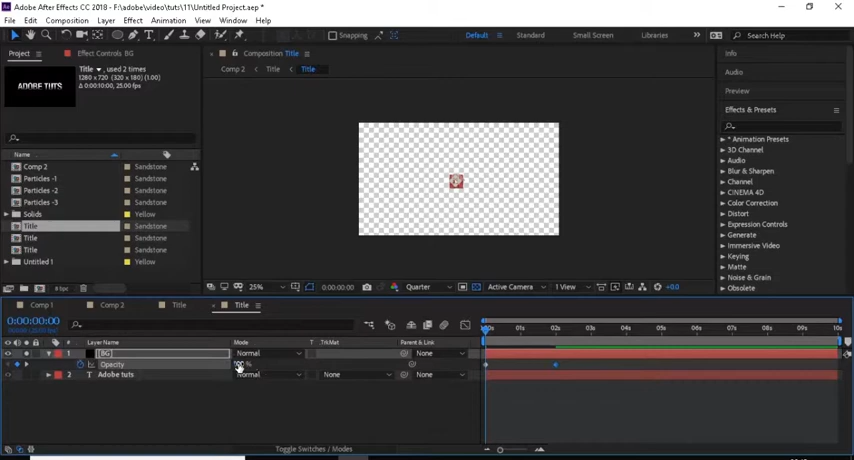 Adobe After Effects CC 2018 - F:\adobe\video\tuts\11\Untitled Project.aep *
File Edit Composition Layer Effect Animation View Window Help
Snapping Default Standard Small Screen Libraries Search Help
Project Effect Controls BG Composition Title Info
Title, used 2 times
1280 x 720 (320 x 180) (1.00)
Δ 0:00:10:00, 25.00 fps
ADOBE TUTS
Comp 2 Title Title
Audio
Preview
Effects & Presets
Name
Comp 2 Sandstone
Particles -1 Sandstone
Particles -2 Sandstone
Particles -3 Sandstone
Solids Yellow
Title Sandstone
Title Sandstone
Title Sandstone
Untitled 1 Yellow
* Animation Presets
3D Channel
Audio
Blur & Sharpen
Channel
CINEMA 4D
Color Correction
Distort
Expression Controls
Generate
Immersive Video
Keying
Matte
Noise & Grain
Obsolete
8 bpc 25% 0:00:00:00 Quarter Active Camera 1 View +0.0
Comp 1 Comp 2 Title Title
0:00:00:00
01s 02s 03s 04s 05s 06s 07s 08s 09s 10s
# Layer Name Mode T .TrkMat Parent & Link
1 [BG] Normal None
Opacity %
2 T Adobe tuts Normal None None
Toggle Switches / Modes